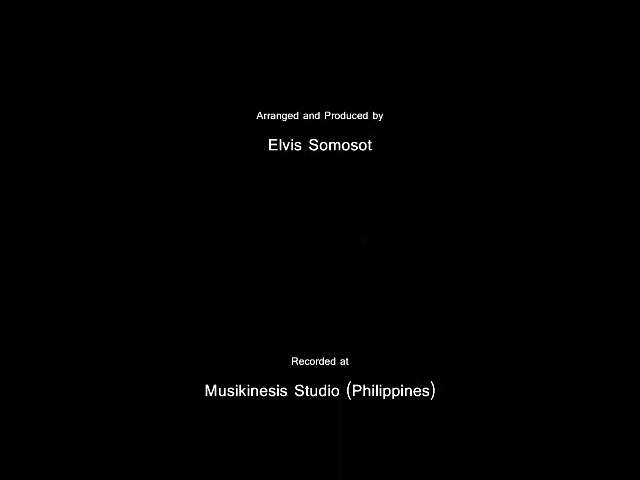 Arranged and Produced by
Elvis Somosot
Recorded at
Musikinesis Studio (Philippines)